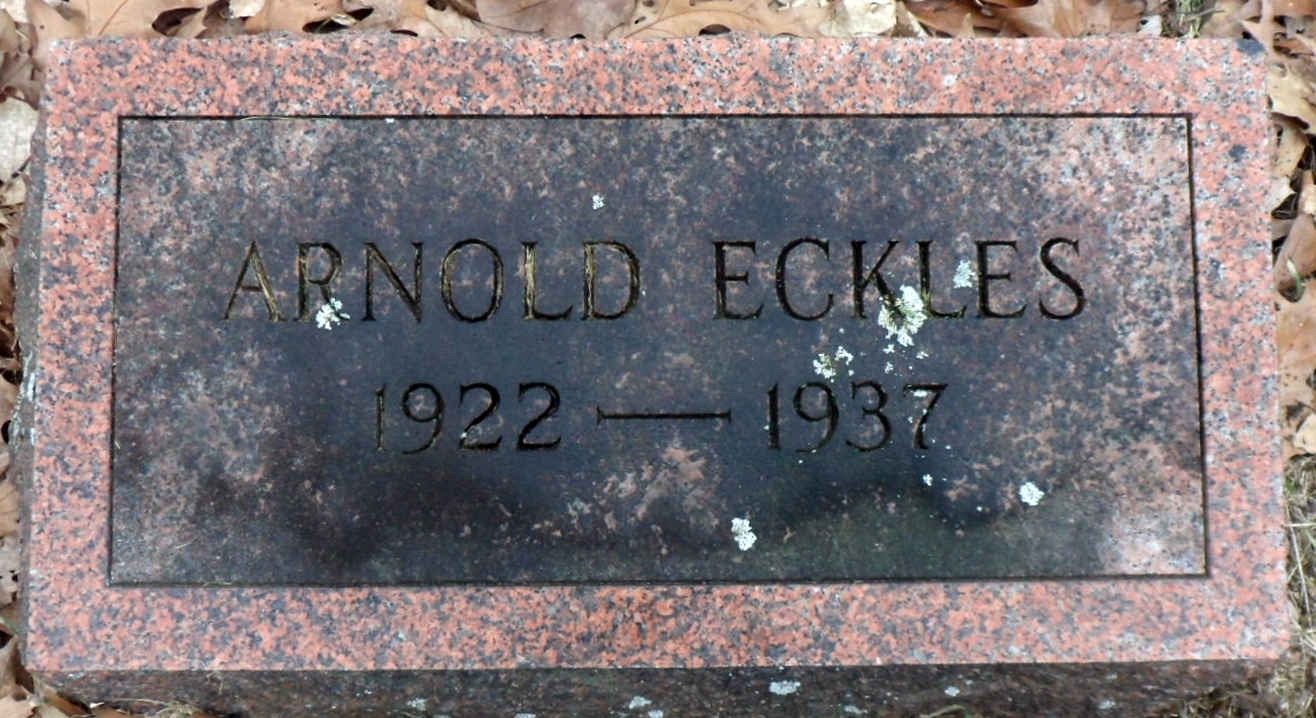 ARNOLD ECKLES
1922 — 1937